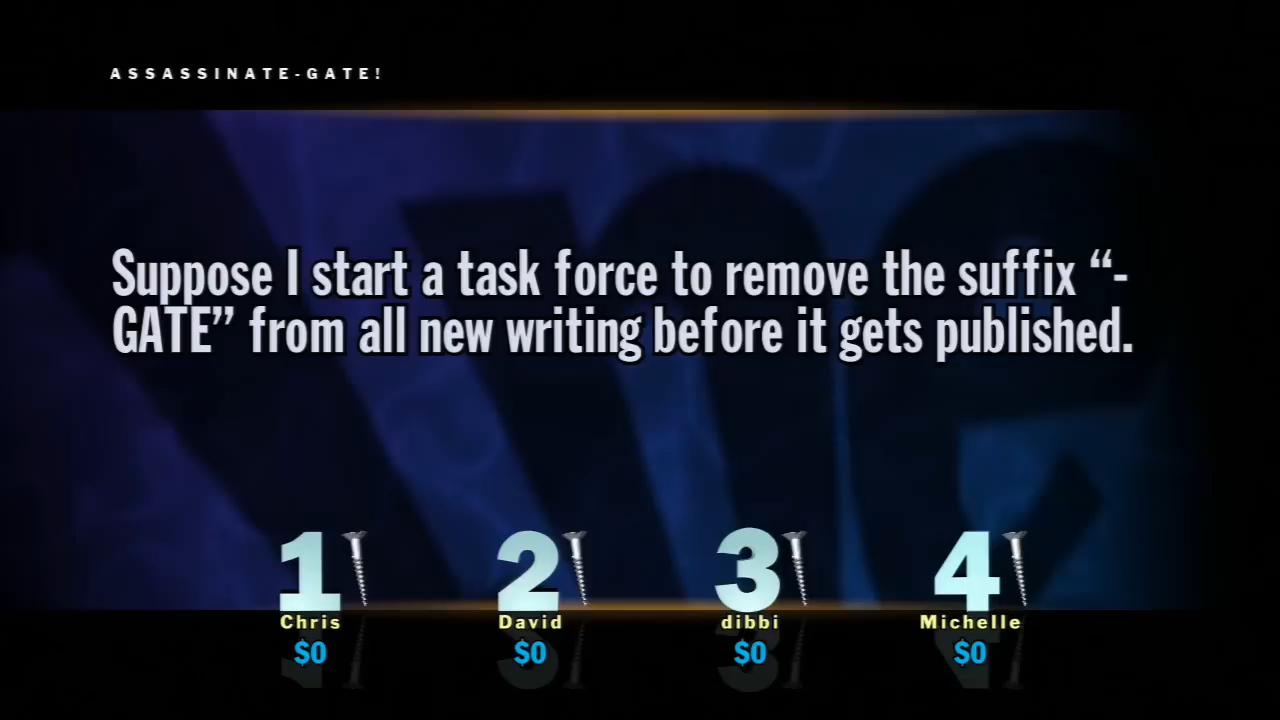 ASSASSINATE-GATE!
Suppose I start a task force to remove the suffix “-
GATE” from all new writing before it gets published.
1 2 3 4
Chris David dibbi Michelle
$0 $0 $0 $0